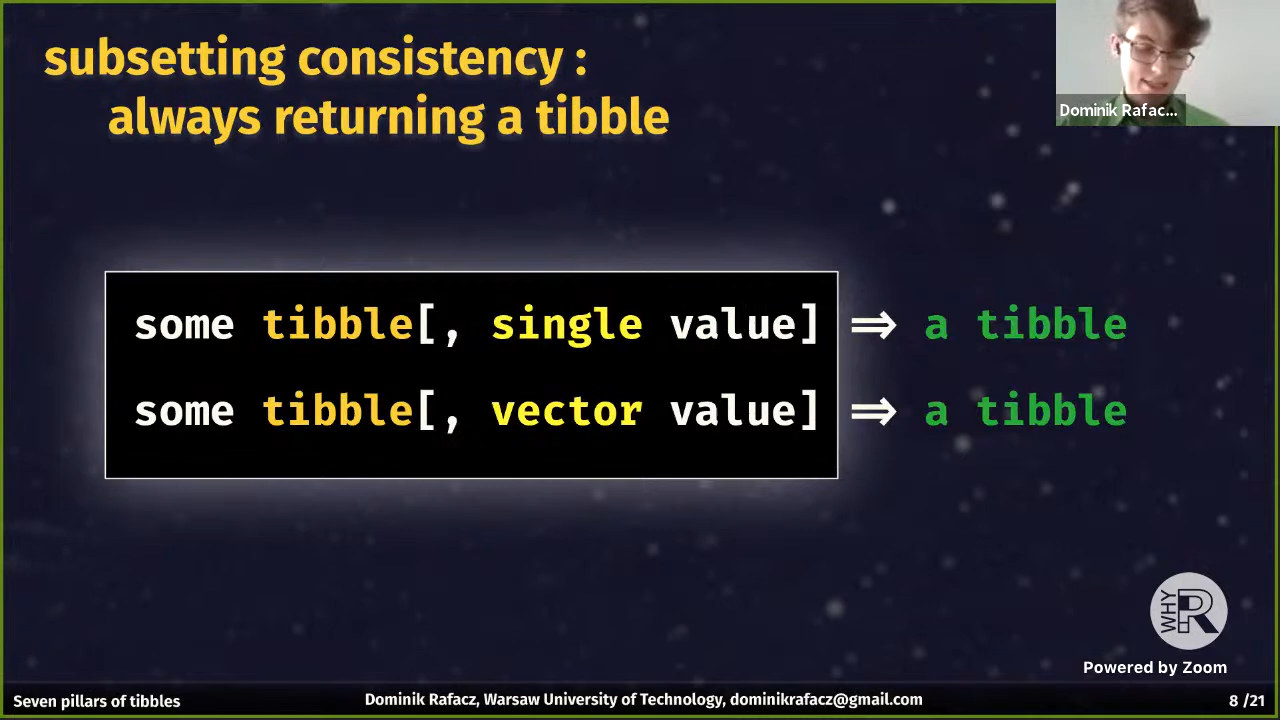 subsetting consistency :
always returning a tibble
Dominik Rafac...
some tibble[, single value] ⇒ a tibble
some tibble[, vector value] ⇒ a tibble
WHY R
Powered by Zoom
Seven pillars of tibbles
Dominik Rafacz, Warsaw University of Technology, dominikrafacz@gmail.com
8 /21